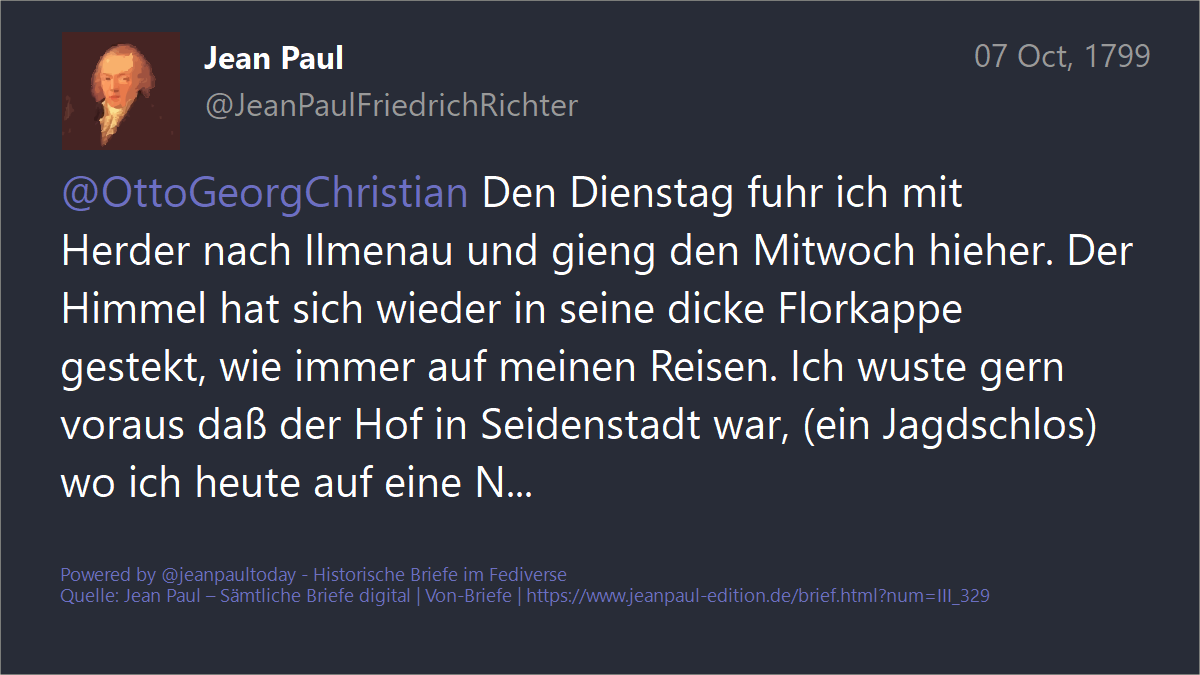 Jean Paul
07 Oct, 1799
@JeanPaulFriedrichRichter
@OttoGeorgChristian Den Dienstag fuhr ich mit
Herder nach Ilmenau und gieng den Mitwoch hieher. Der
Himmel hat sich wieder in seine dicke Florkappe
gestekt, wie immer auf meinen Reisen. Ich wuste gern
voraus daß der Hof in Seidenstadt war, (ein Jagdschlos)
wo ich heute auf eine N...
Powered by @jeanpaultoday - Historische Briefe im Fediverse
Quelle: Jean Paul – Sämtliche Briefe digital | Von-Briefe | https://www.jeanpaul-edition.de/brief.html?num=III_329